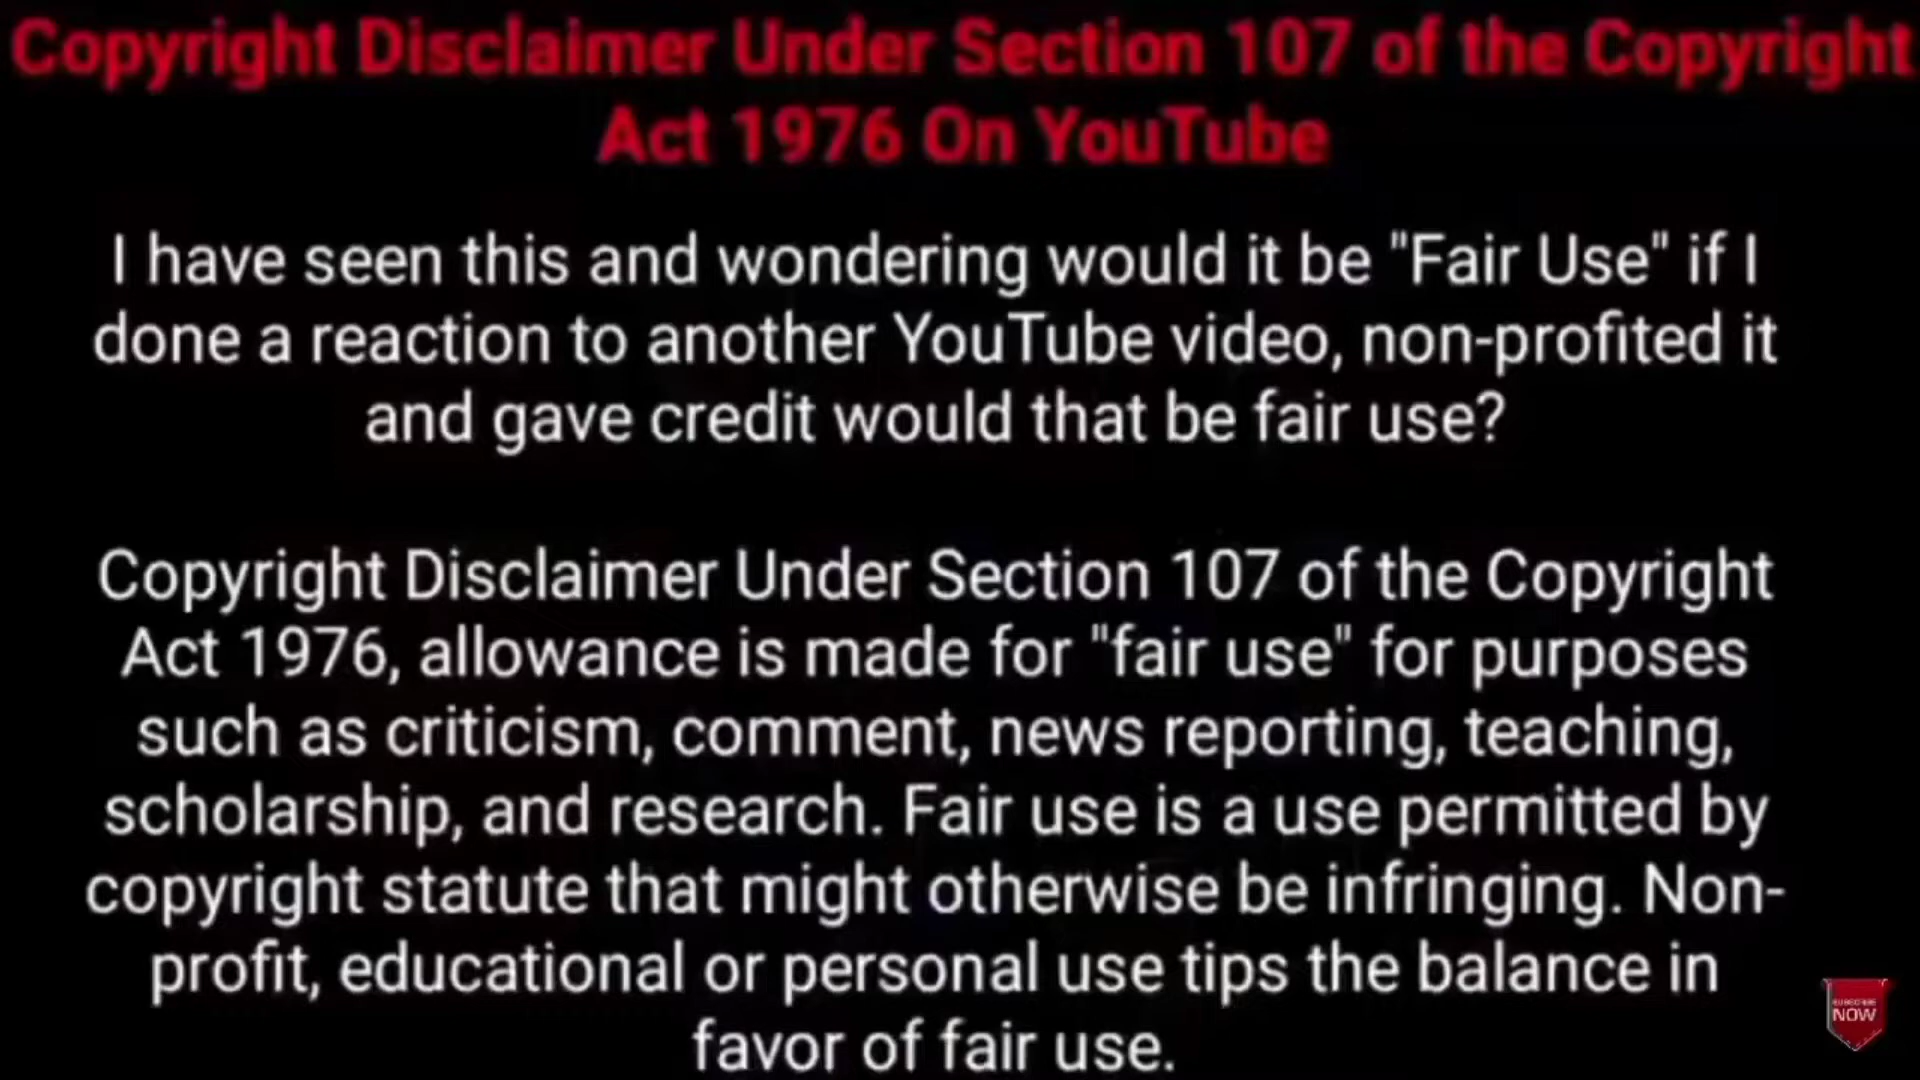 Copyright Disclaimer Under Section 107 of the Copyright
Act 1976 On YouTube
I have seen this and wondering would it be "Fair Use" if I
done a reaction to another YouTube video, non-profited it
and gave credit would that be fair use?
Copyright Disclaimer Under Section 107 of the Copyright
Act 1976, allowance is made for "fair use" for purposes
such as criticism, comment, news reporting, teaching,
scholarship, and research. Fair use is a use permitted by
copyright statute that might otherwise be infringing. Non-
profit, educational or personal use tips the balance in
favor of fair use.
SUBSCRIBE
NOW